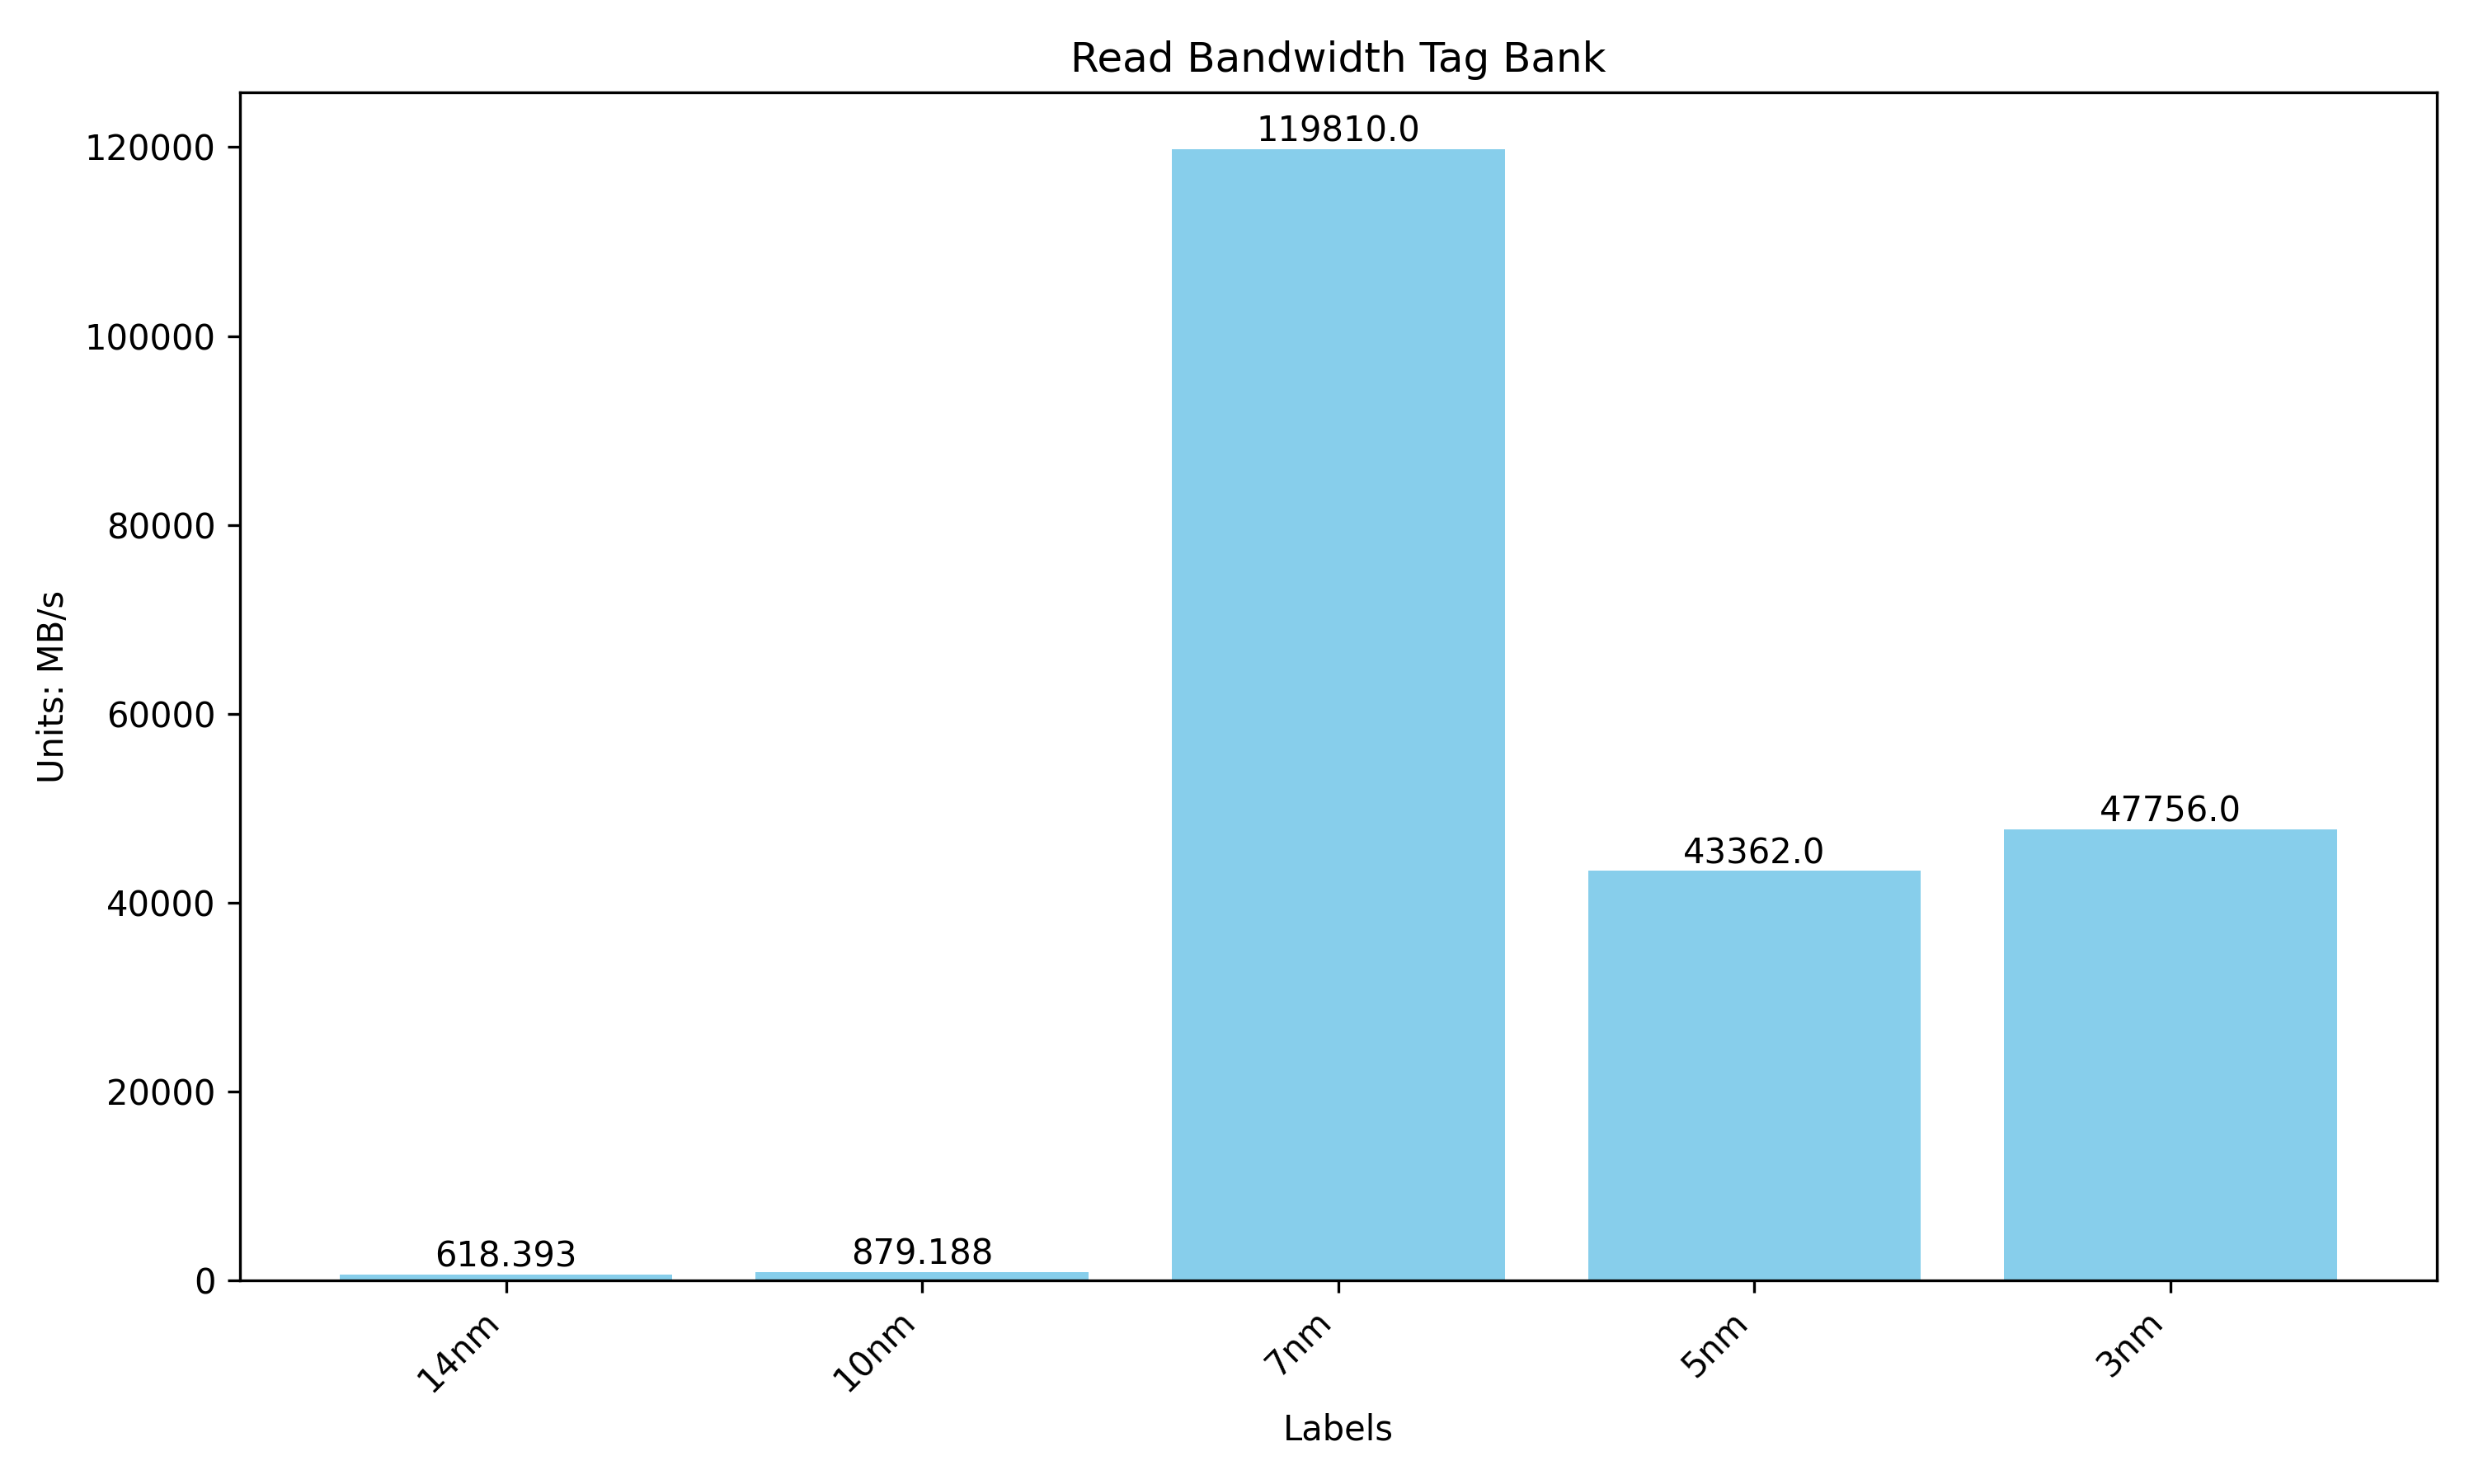 Read Bandwidth Tag Bank
Units: MB/s
120000
100000
80000
60000
40000
20000
0
618.393
879.188
119810.0
43362.0
47756.0
14nm
10nm
7nm
5nm
3nm
Labels